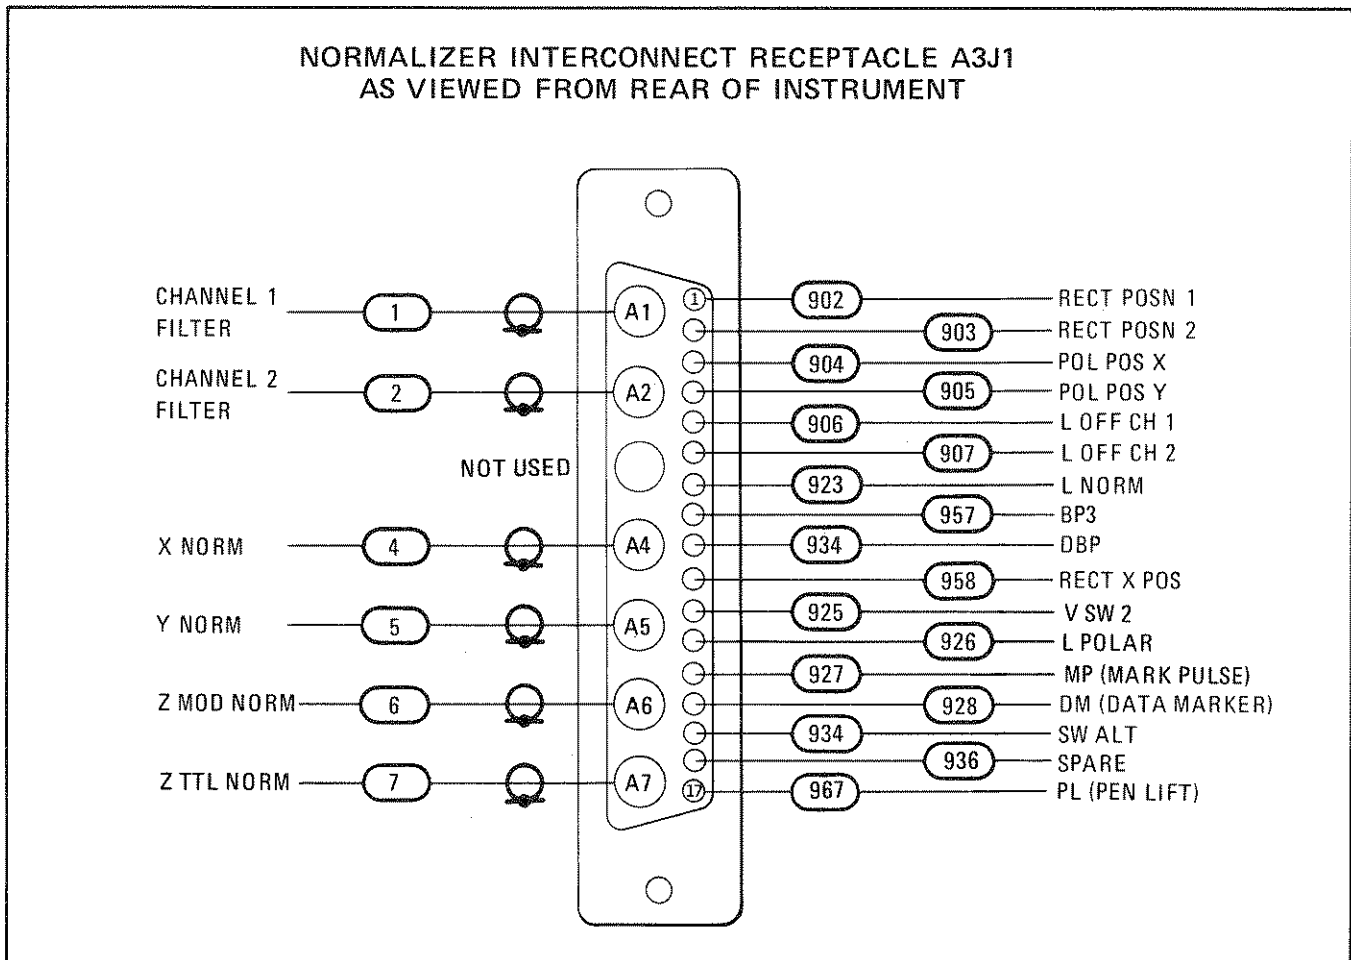 NORMALIZER INTERCONNECT RECEPTACLE A3J1
AS VIEWED FROM REAR OF INSTRUMENT
CHANNEL 1
FILTER
1
A1
CHANNEL 2
FILTER
2
A2
NOT USED
X NORM
4
A4
Y NORM
5
A5
Z MOD NORM
6
A6
Z TTL NORM
7
A7
1
902
RECT POSN 1
903
RECT POSN 2
904
POL POS X
905
POL POS Y
906
L OFF CH 1
907
L OFF CH 2
923
L NORM
957
BP3
934
DBP
958
RECT X POS
925
V SW 2
926
L POLAR
927
MP (MARK PULSE)
928
DM (DATA MARKER)
934
SW ALT
936
SPARE
17
967
PL (PEN LIFT)